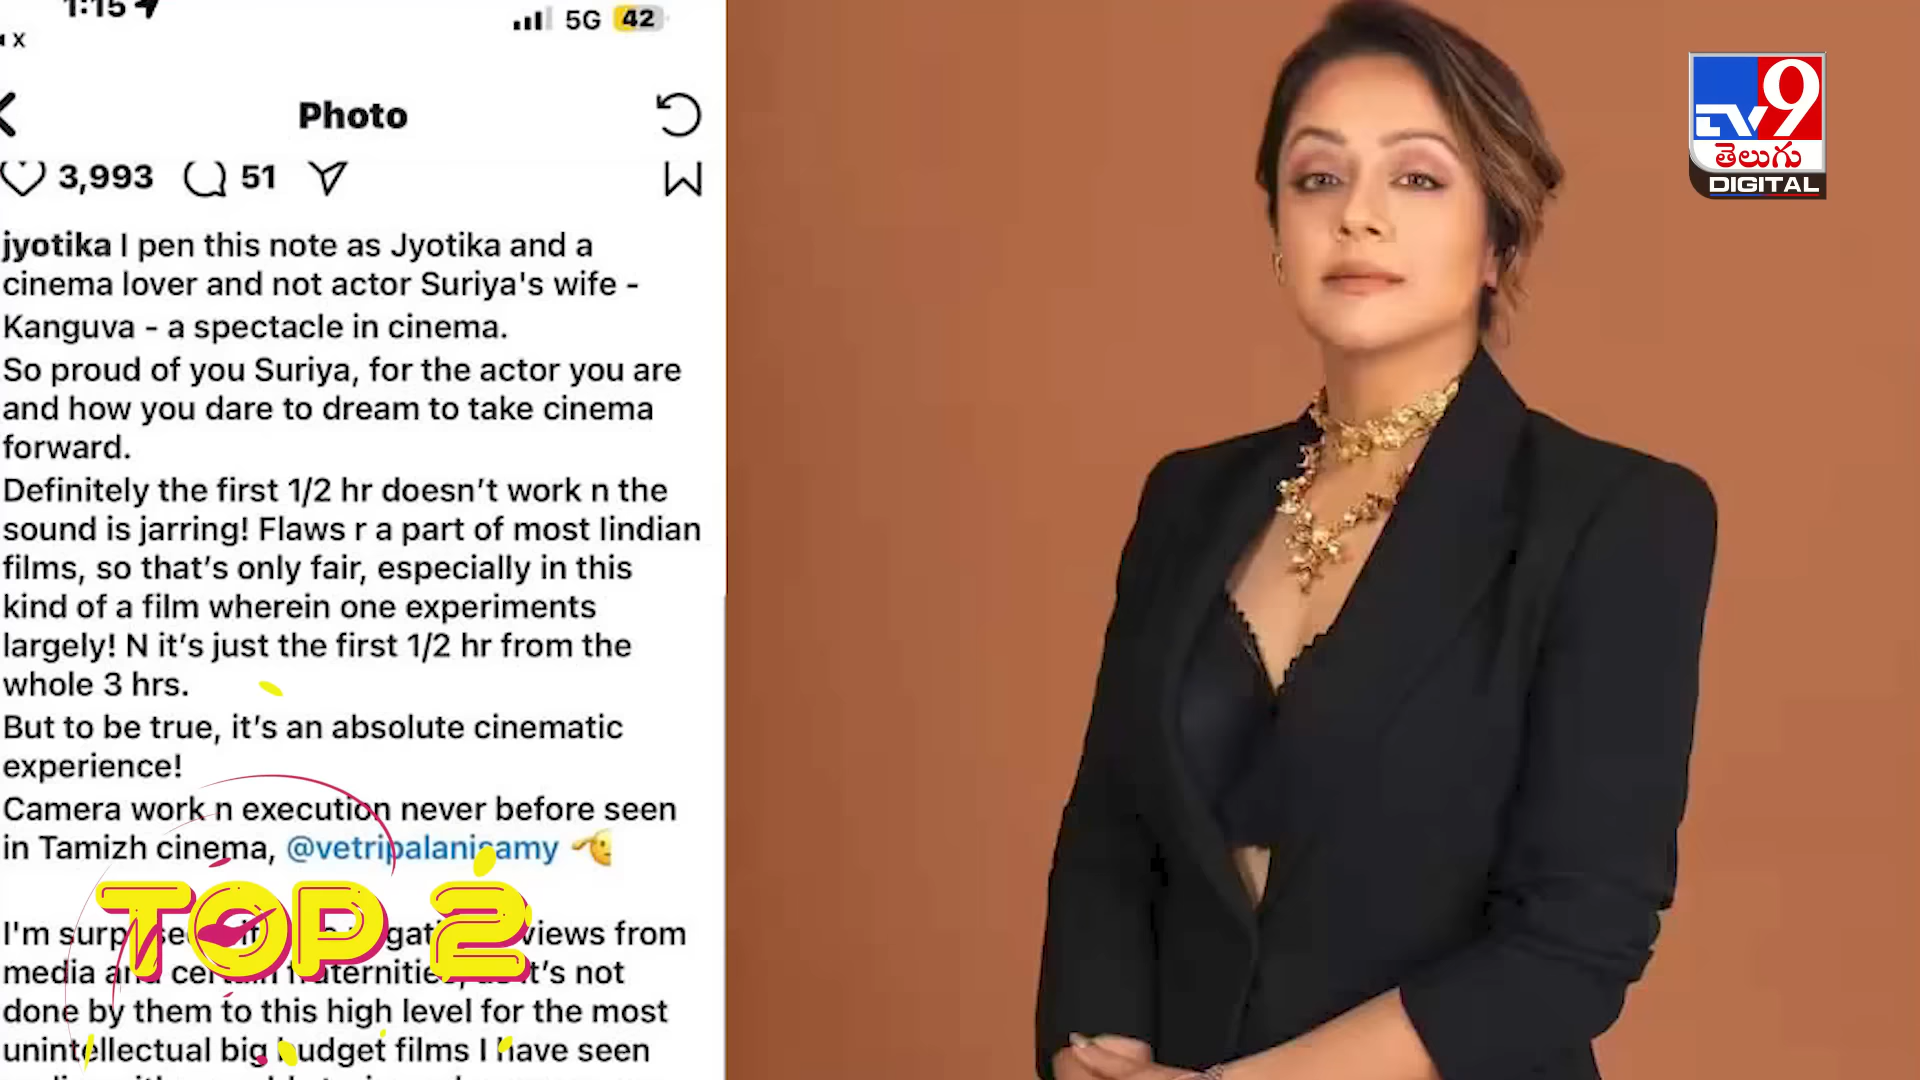 1:15
5G 42
x
Photo
3,993 51
jyotika I pen this note as Jyotika and a
cinema lover and not actor Suriya's wife -
Kanguva - a spectacle in cinema.
So proud of you Suriya, for the actor you are
and how you dare to dream to take cinema
forward.
Definitely the first 1/2 hr doesn’t work n the
sound is jarring! Flaws r a part of most Iindian
films, so that’s only fair, especially in this
kind of a film wherein one experiments
largely! N it’s just the first 1/2 hr from the
whole 3 hrs.
But to be true, it’s an absolute cinematic
experience!
Camera work n execution never before seen
in Tamizh cinema, @vetripalanisamy
I'm from
media fraternities, it’s not
done by them to this high level for the most
unintellectual big budget films I have seen
TOP 2
TV9
తెలుగు
DIGITAL